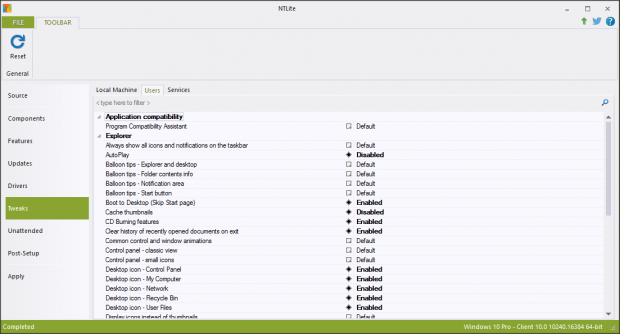 NTLite
FILE TOOLBAR
Reset
General
Source
Components
Features
Updates
Drivers
Tweaks
Unattended
Post-Setup
Apply
Local Machine Users Services
< type here to filter >
Application compatibility
Program Compatibility Assistant Default
Explorer
Always show all icons and notifications on the taskbar Default
AutoPlay Disabled
Balloon tips - Explorer and desktop Default
Balloon tips - Folder contents info Default
Balloon tips - Notification area Default
Balloon tips - Start button Default
Boot to Desktop (Skip Start page) Enabled
Cache thumbnails Disabled
CD Burning features Enabled
Clear history of recently opened documents on exit Enabled
Common control and window animations Default
Control panel - classic view Default
Control panel - small icons Default
Desktop icon - Control Panel Enabled
Desktop icon - My Computer Enabled
Desktop icon - Network Enabled
Desktop icon - Recycle Bin Enabled
Desktop icon - User Files Enabled
Display icons instead of thumbnails Default
Completed Windows 10 Pro - Client 10.0 10240.16384 64-bit